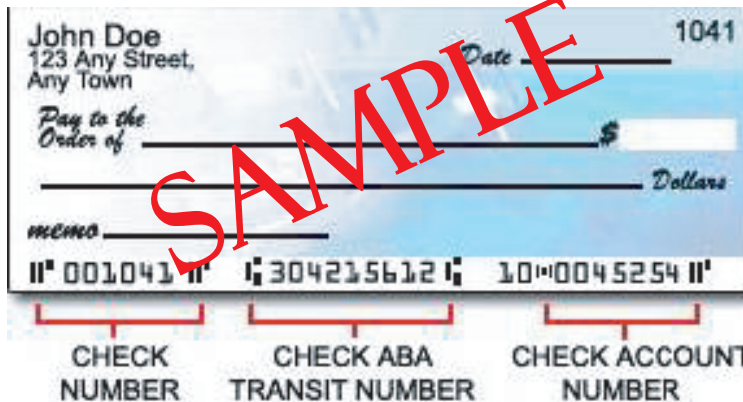 John Doe
123 Any Street,
Any Town
1041
Date
Pay to the
Order of
$
Dollars
memo
SAMPLE
⑈001041⑈ ⑆304215612⑆ 10⑉0045254⑈
CHECK
NUMBER
CHECK ABA
TRANSIT NUMBER
CHECK ACCOUNT
NUMBER